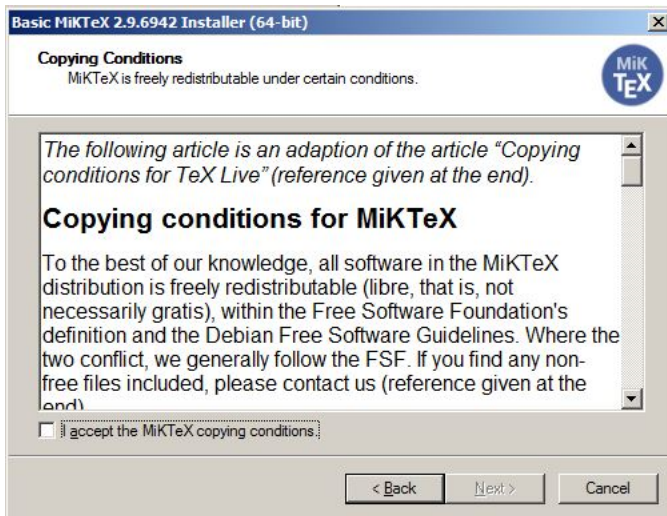 Basic MiKTeX 2.9.6942 Installer (64-bit)
Copying Conditions
MiKTeX is freely redistributable under certain conditions.
MiK
TEX
The following article is an adaption of the article “Copying
conditions for TeX Live” (reference given at the end).
Copying conditions for MiKTeX
To the best of our knowledge, all software in the MiKTeX
distribution is freely redistributable (libre, that is, not
necessarily gratis), within the Free Software Foundation's
definition and the Debian Free Software Guidelines. Where the
two conflict, we generally follow the FSF. If you find any non-
free files included, please contact us (reference given at the
end)
I accept the MiKTeX copying conditions.
< Back
Next >
Cancel